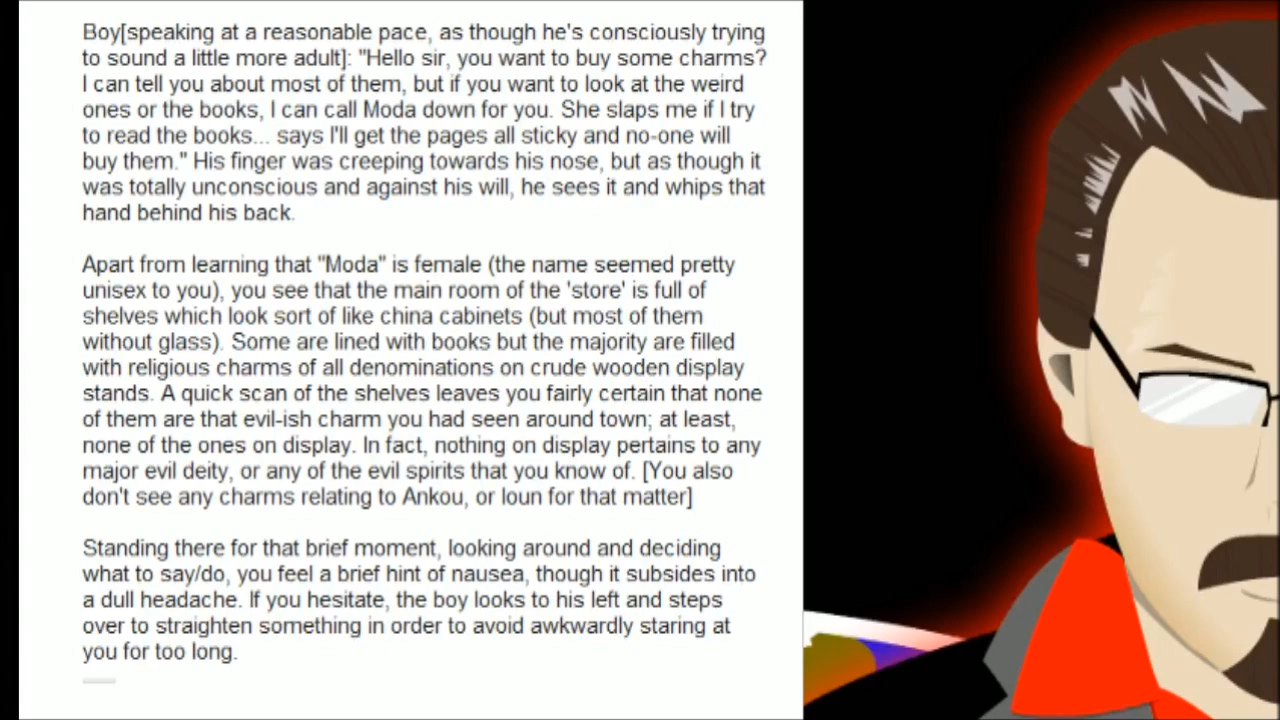 Boy[speaking at a reasonable pace, as though he's consciously trying
to sound a little more adult]: "Hello sir, you want to buy some charms?
I can tell you about most of them, but if you want to look at the weird
ones or the books, I can call Moda down for you. She slaps me if I try
to read the books... says I'll get the pages all sticky and no-one will
buy them." His finger was creeping towards his nose, but as though it
was totally unconscious and against his will, he sees it and whips that
hand behind his back.
Apart from learning that "Moda" is female (the name seemed pretty
unisex to you), you see that the main room of the 'store' is full of
shelves which look sort of like china cabinets (but most of them
without glass). Some are lined with books but the majority are filled
with religious charms of all denominations on crude wooden display
stands. A quick scan of the shelves leaves you fairly certain that none
of them are that evil-ish charm you had seen around town; at least,
none of the ones on display. In fact, nothing on display pertains to any
major evil deity, or any of the evil spirits that you know of. [You also
don't see any charms relating to Ankou, or loun for that matter]
Standing there for that brief moment, looking around and deciding
what to say/do, you feel a brief hint of nausea, though it subsides into
a dull headache. If you hesitate, the boy looks to his left and steps
over to straighten something in order to avoid awkwardly staring at
you for too long.